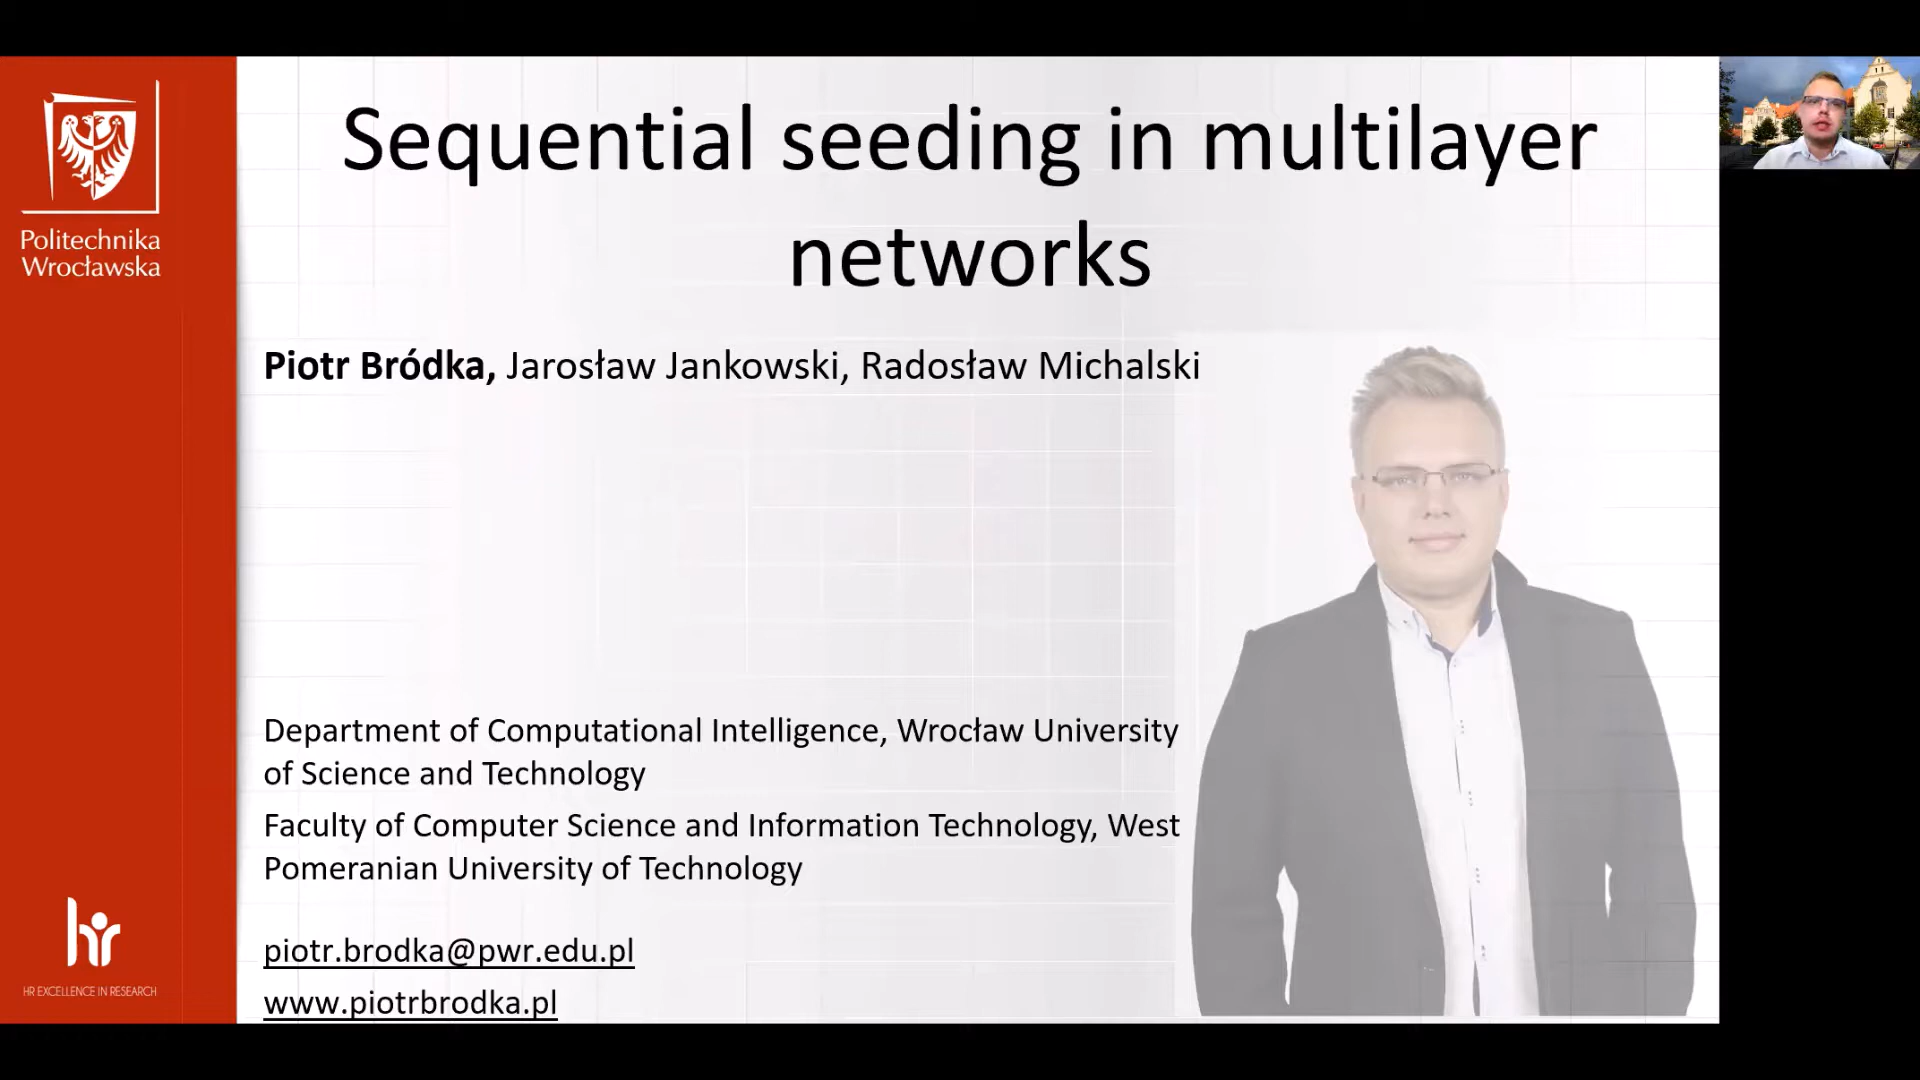 Sequential seeding in multilayer
networks
Politechnika
Wrocławska
Piotr Bródka, Jarosław Jankowski, Radosław Michalski
Department of Computational Intelligence, Wrocław University
of Science and Technology
Faculty of Computer Science and Information Technology, West
Pomeranian University of Technology
piotr.brodka@pwr.edu.pl
www.piotrbrodka.pl
hr
HR EXCELLENCE IN RESEARCH